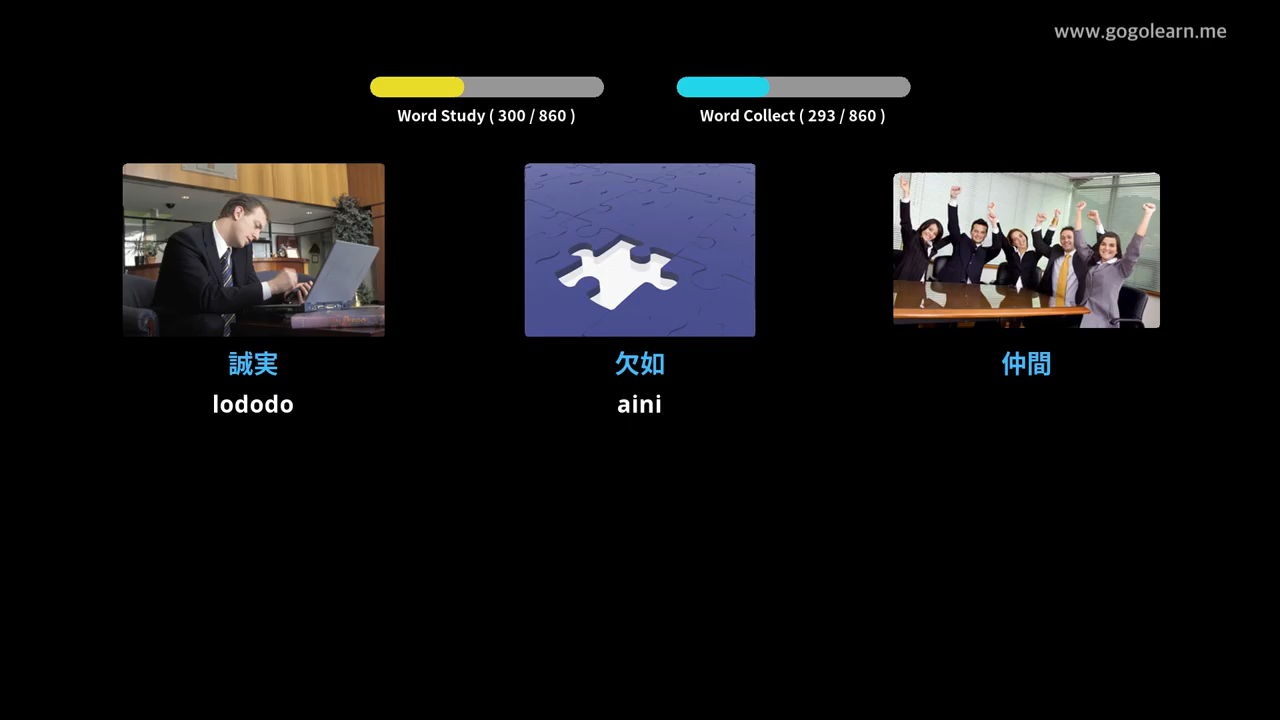 www.gogolearn.me
Word Study ( 300 / 860 )
Word Collect ( 293 / 860 )
誠実
欠如
仲間
lododo
aini